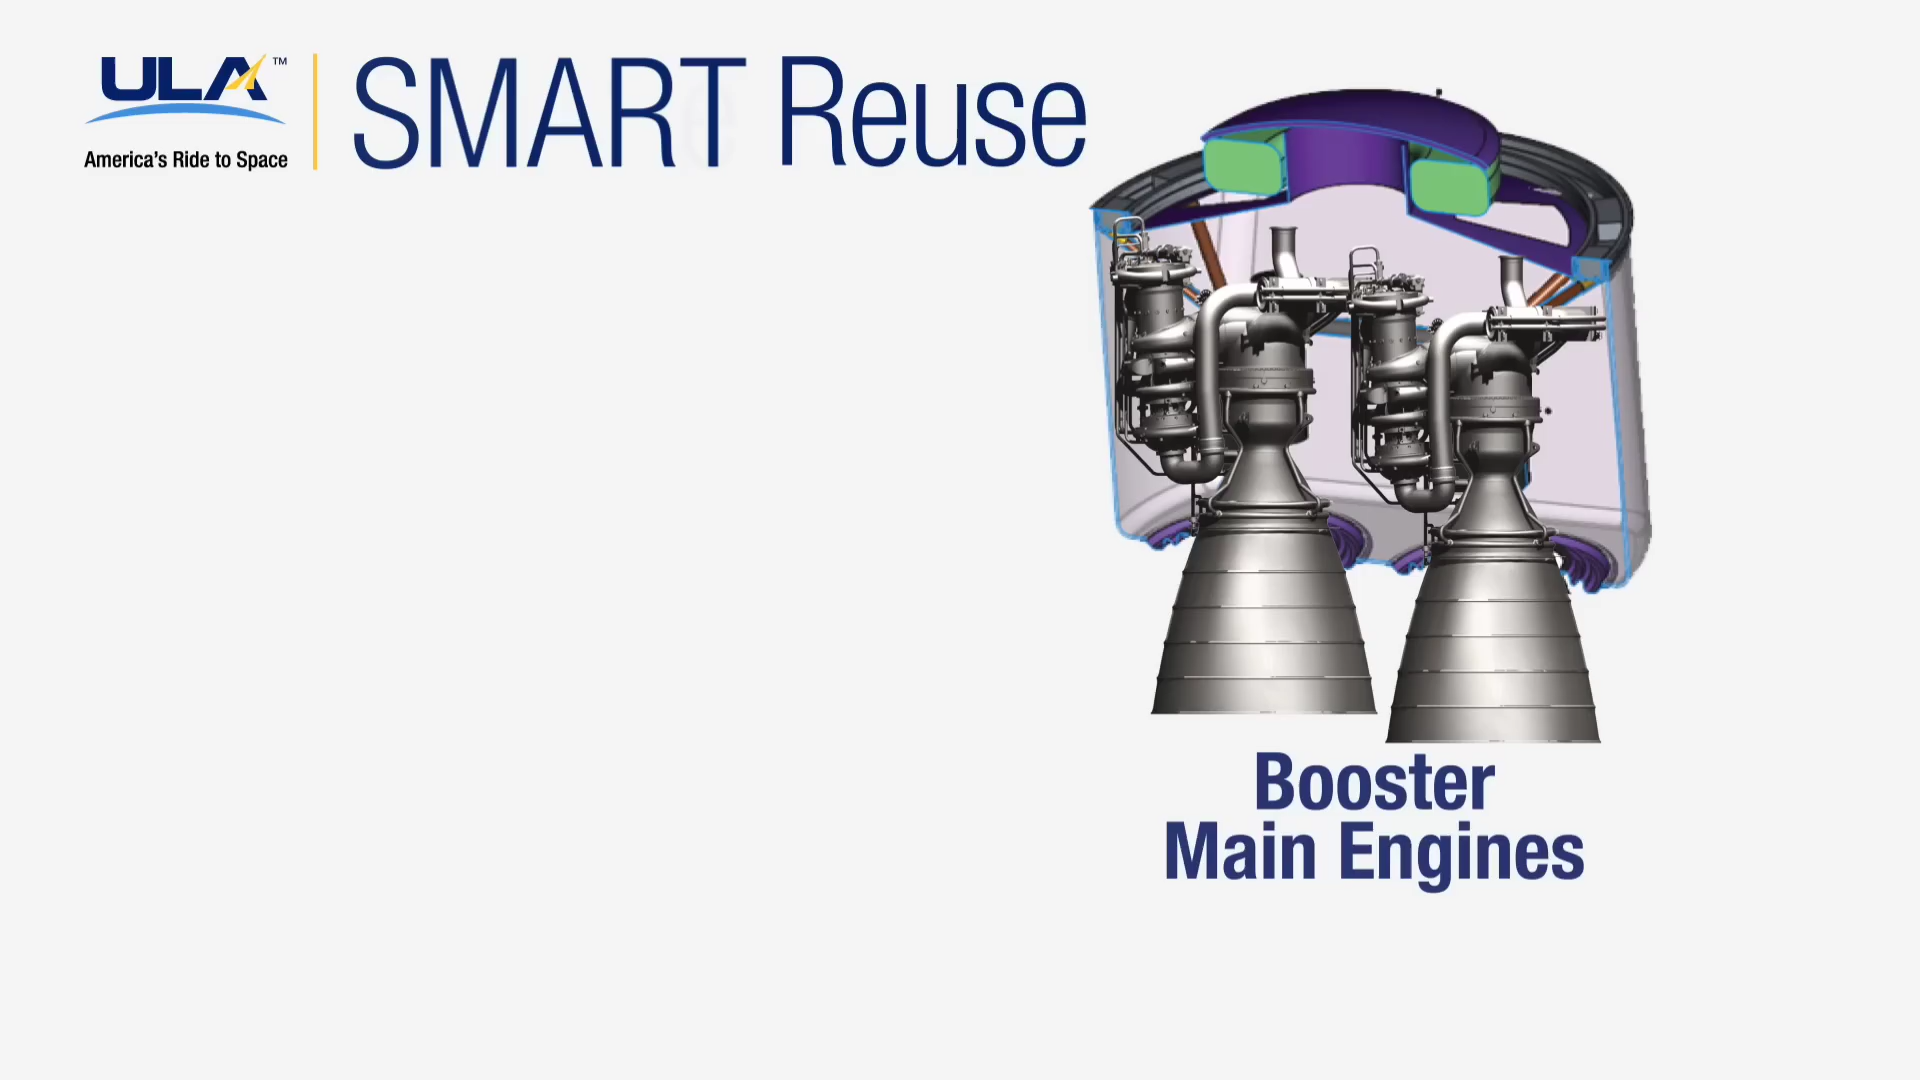 ULA™
America's Ride to Space
SMART Reuse
Booster
Main Engines